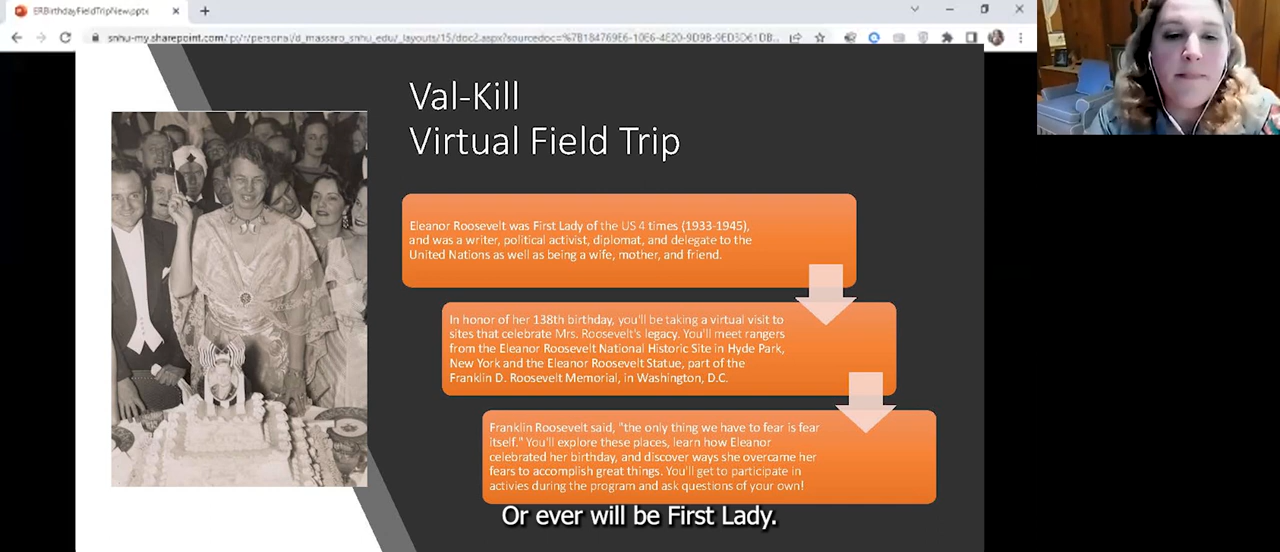 ERBirthdayFieldTripNew.pptx
snhu-my.sharepoint.com/:p:/r/personal/d_massaro_snhu_edu/_layouts/15/doc2.aspx?sourcedoc=
Val-Kill
Virtual Field Trip
Eleanor Roosevelt was First Lady of the US 4 times (1933-1945),
and was a writer, political activist, diplomat, and delegate to the
United Nations as well as being a wife, mother, and friend.
In honor of her 138th birthday, you'll be taking a virtual visit to
sites that celebrate Mrs. Roosevelt's legacy. You'll meet rangers
from the Eleanor Roosevelt National Historic Site in Hyde Park,
New York and the Eleanor Roosevelt Statue, part of the
Franklin D. Roosevelt Memorial, in Washington, D.C.
Franklin Roosevelt said, "the only thing we have to fear is fear
itself." You'll explore these places, learn how Eleanor
celebrated her birthday, and discover ways she overcame her
fears to accomplish great things. You'll get to participate in
activies during the program and ask questions of your own!
Or ever will be First Lady.